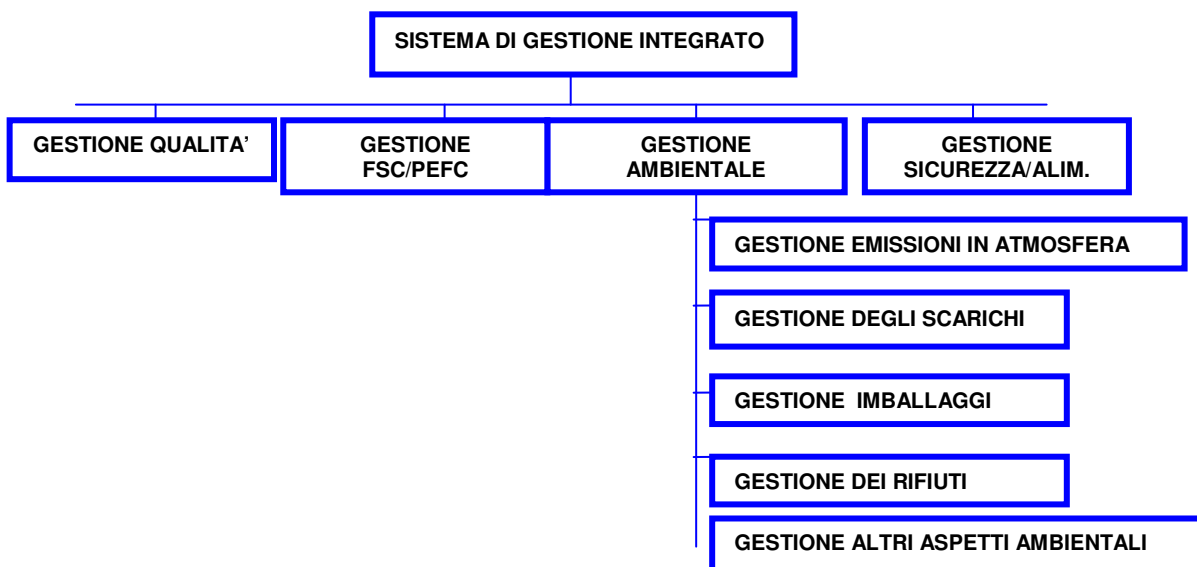 SISTEMA DI GESTIONE INTEGRATO
GESTIONE QUALITA’
GESTIONE
FSC/PEFC
GESTIONE
AMBIENTALE
GESTIONE
SICUREZZA/ALIM.
GESTIONE EMISSIONI IN ATMOSFERA
GESTIONE DEGLI SCARICHI
GESTIONE IMBALLAGGI
GESTIONE DEI RIFIUTI
GESTIONE ALTRI ASPETTI AMBIENTALI